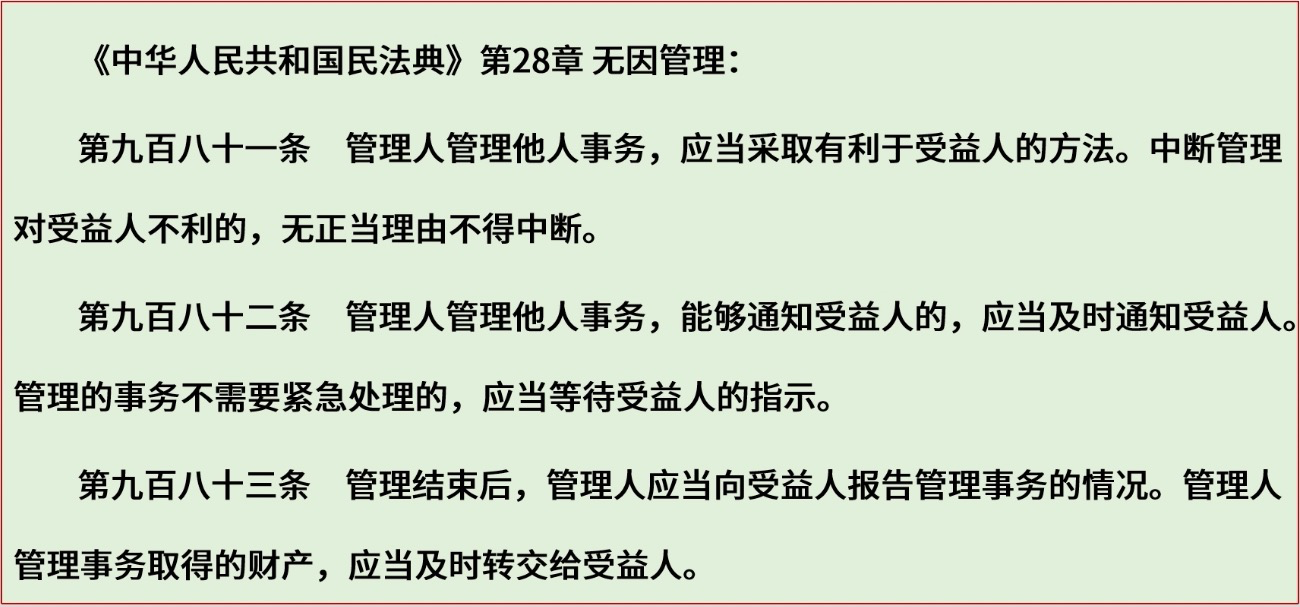 《中华人民共和国民法典》第28章 无因管理：
第九百八十一条　管理人管理他人事务，应当采取有利于受益人的方法。中断管理
对受益人不利的，无正当理由不得中断。
第九百八十二条　管理人管理他人事务，能够通知受益人的，应当及时通知受益人。
管理的事务不需要紧急处理的，应当等待受益人的指示。
第九百八十三条　管理结束后，管理人应当向受益人报告管理事务的情况。管理人
管理事务取得的财产，应当及时转交给受益人。